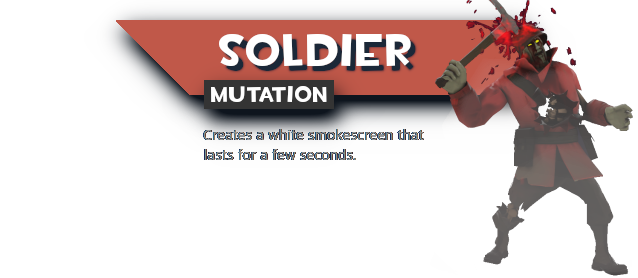 SOLDIER
MUTATION
Creates a white smokescreen that
lasts for a few seconds.